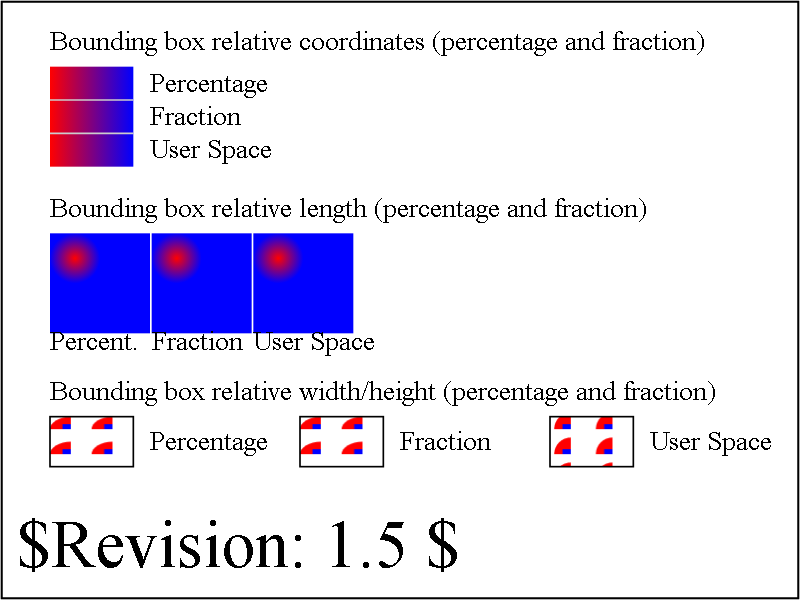 Bounding box relative coordinates (percentage and fraction)
Percentage
Fraction
User Space
Bounding box relative length (percentage and fraction)
Percent. Fraction User Space
Bounding box relative width/height (percentage and fraction)
Percentage Fraction User Space
$Revision: 1.5 $